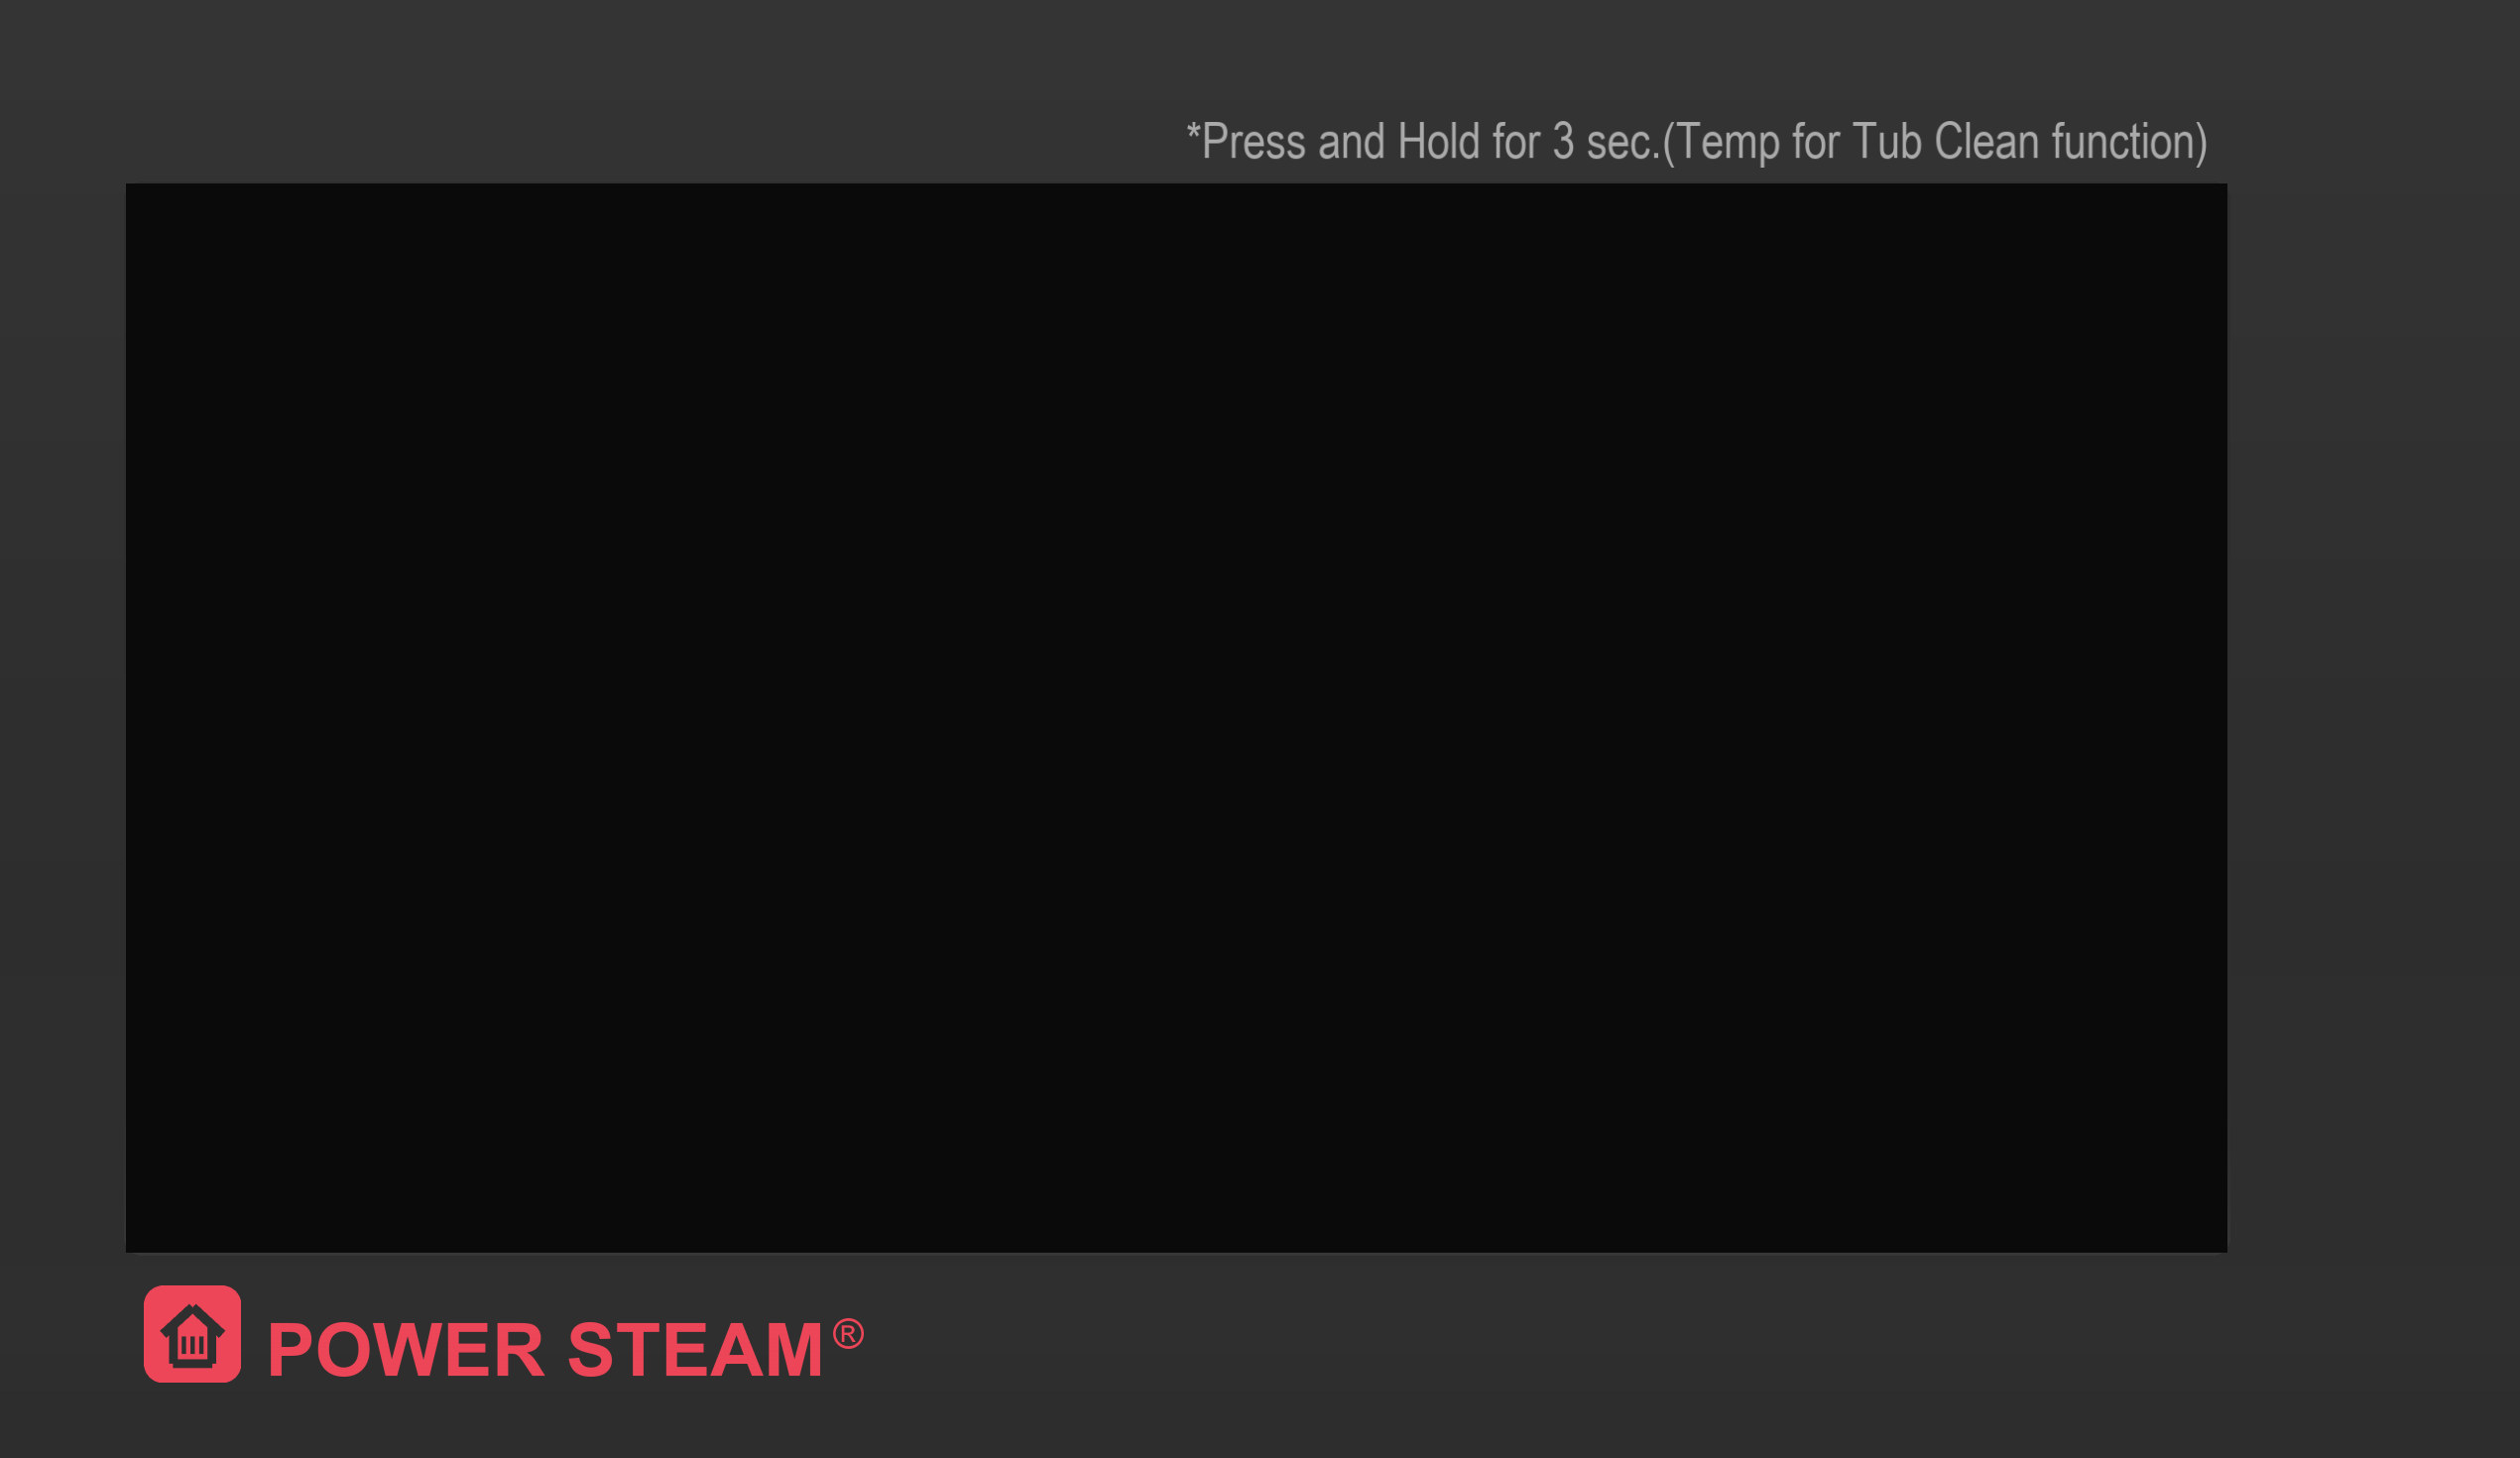 *Press and Hold for 3 sec.(Temp for Tub Clean function)
POWER STEAM®